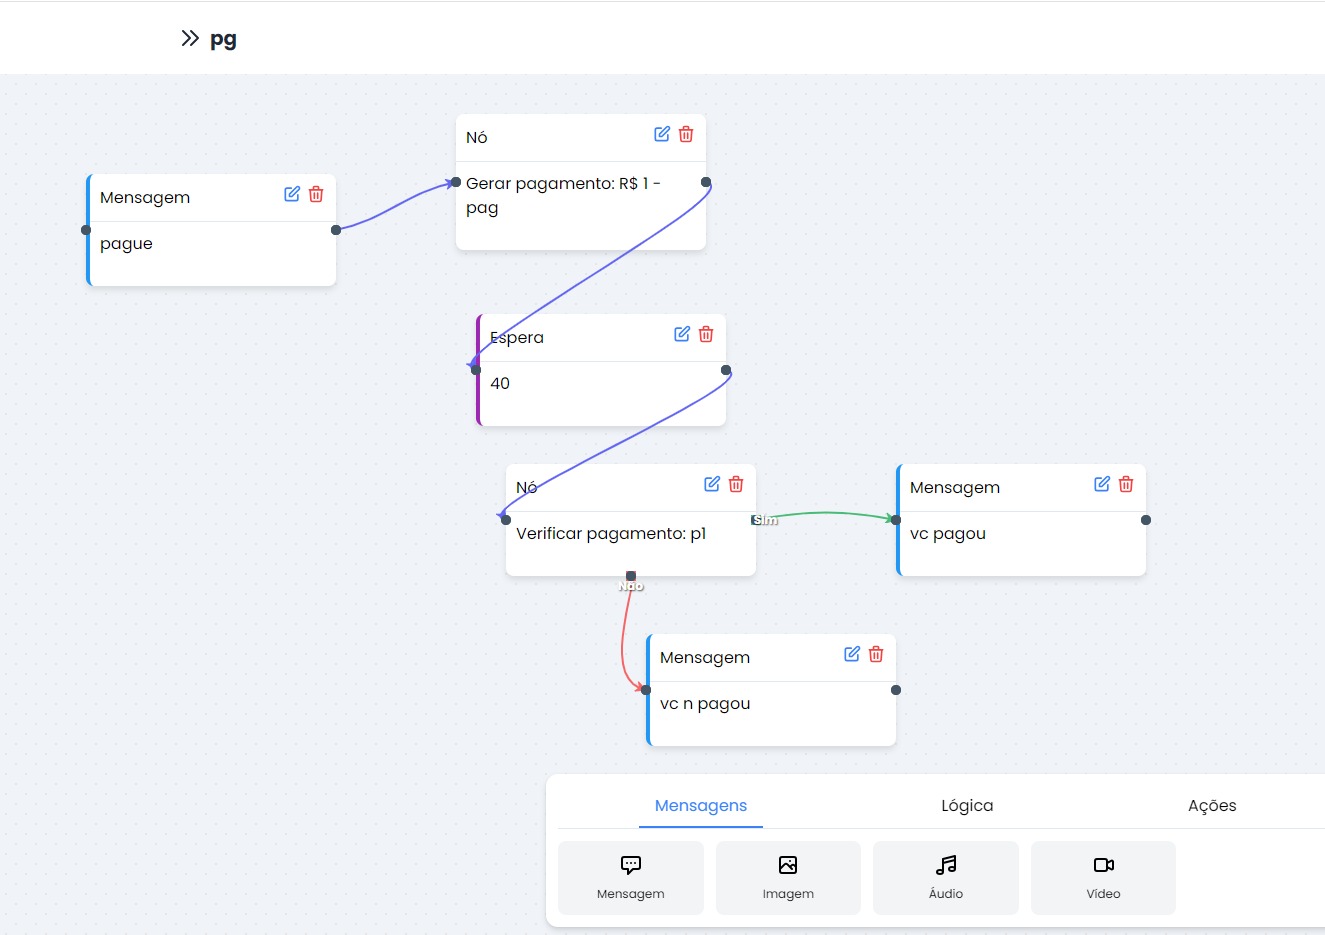 pg
Nó
Gerar pagamento: R$ 1 -
pag
Mensagem
pague
Espera
40
Nó
Verificar pagamento: p1
Sim
Não
Mensagem
vc pagou
Mensagem
vc n pagou
Mensagens
Lógica
Ações
Mensagem
Imagem
Áudio
Vídeo